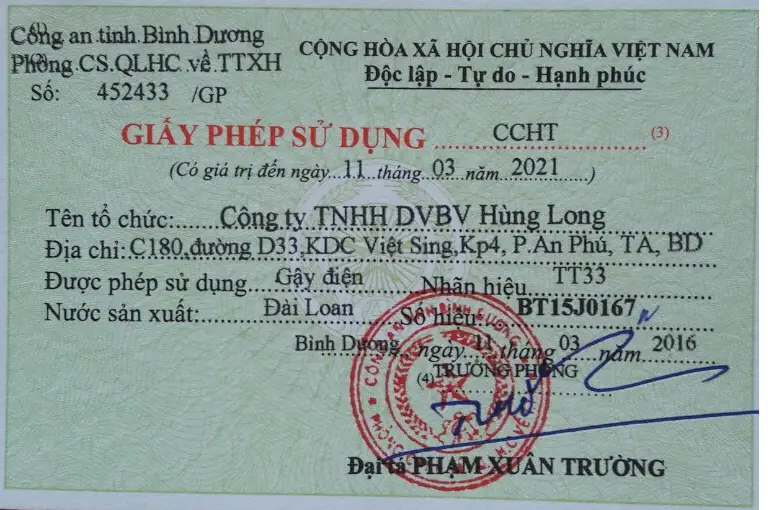 (1)
Công an tỉnh Bình Dương
(2)
Phòng CS.QLHC về TTXH
Số: 452433 /GP
CỘNG HÒA XÃ HỘI CHỦ NGHĨA VIỆT NAM
Độc lập - Tự do - Hạnh phúc
GIẤY PHÉP SỬ DỤNG CCHT (3)
(Có giá trị đến ngày 11 tháng 03 năm 2021)
Tên tổ chức: Công ty TNHH DVBV Hùng Long
Địa chỉ: C180,đường D33,KDC Việt Sing,Kp4, P.An Phú, TA, BD
Được phép sử dụng Gậy điện Nhãn hiệu TT33
Nước sản xuất: Đài Loan Số hiệu: BT15J0167
Bình Dương, ngày 11 tháng 03 năm 2016
(4) TRƯỞNG PHÒNG
Đại tá PHẠM XUÂN TRƯỜNG